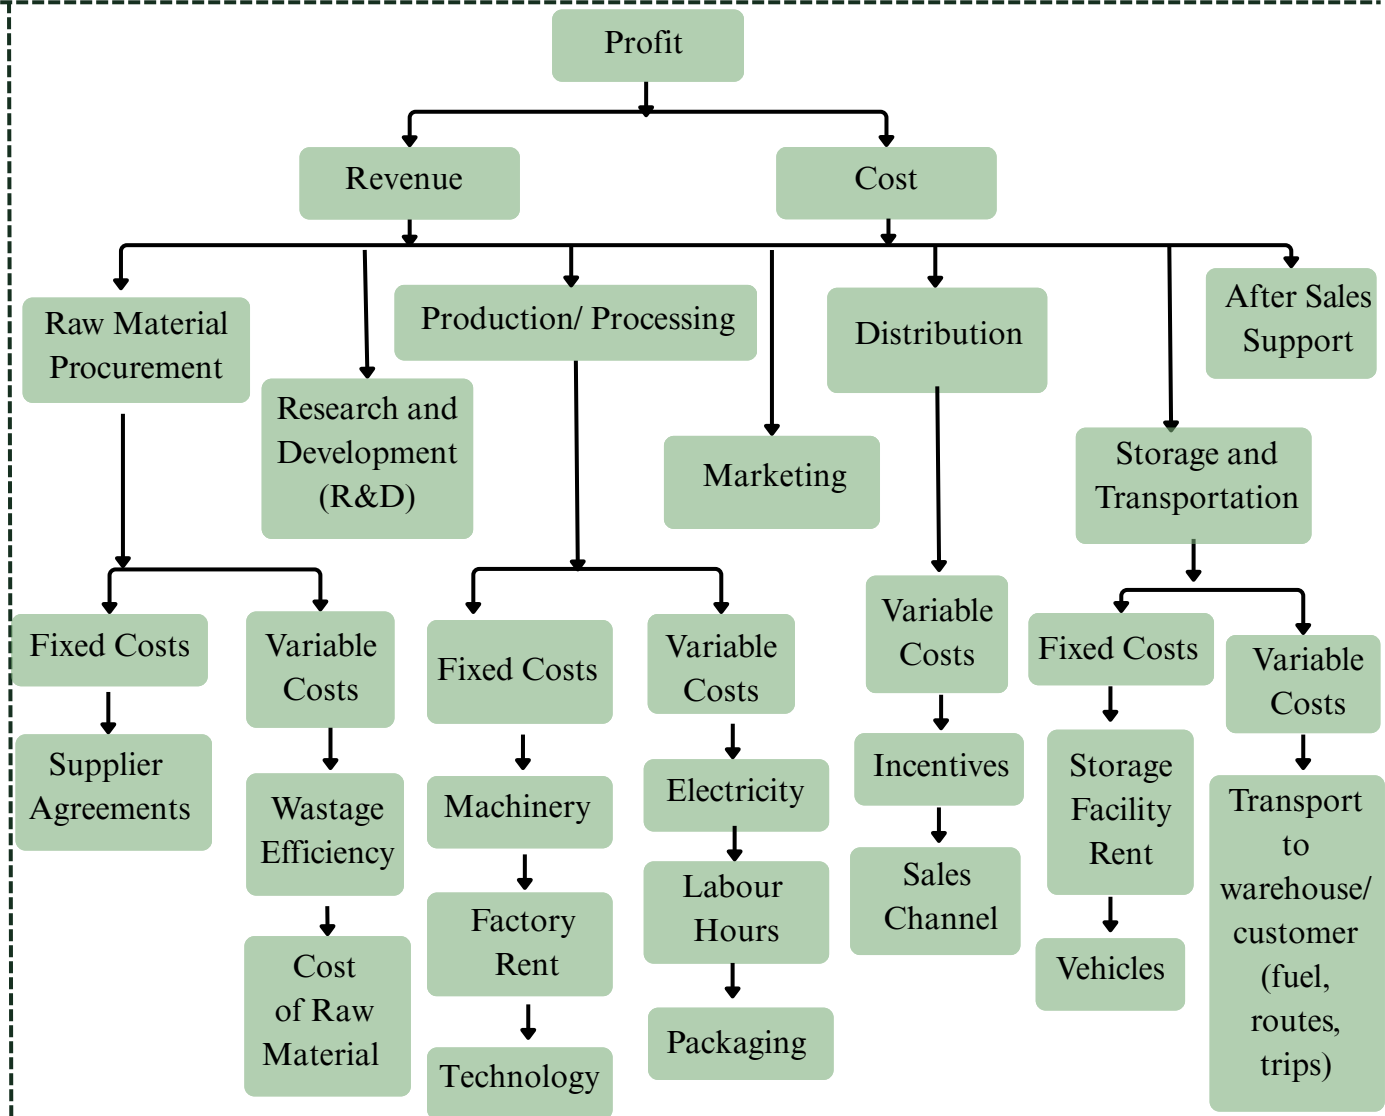 Profit
Revenue
Cost
Raw Material
Procurement
Research and
Development
(R&D)
Production/ Processing
Marketing
Distribution
Storage and
Transportation
After Sales
Support
Fixed Costs
Supplier
Agreements
Variable
Costs
Wastage
Efficiency
Cost
of Raw
Material
Fixed Costs
Machinery
Factory
Rent
Technology
Variable
Costs
Electricity
Labour
Hours
Packaging
Variable
Costs
Incentives
Sales
Channel
Fixed Costs
Storage
Facility
Rent
Vehicles
Variable
Costs
Transport
to
warehouse/
customer
(fuel,
routes,
trips)